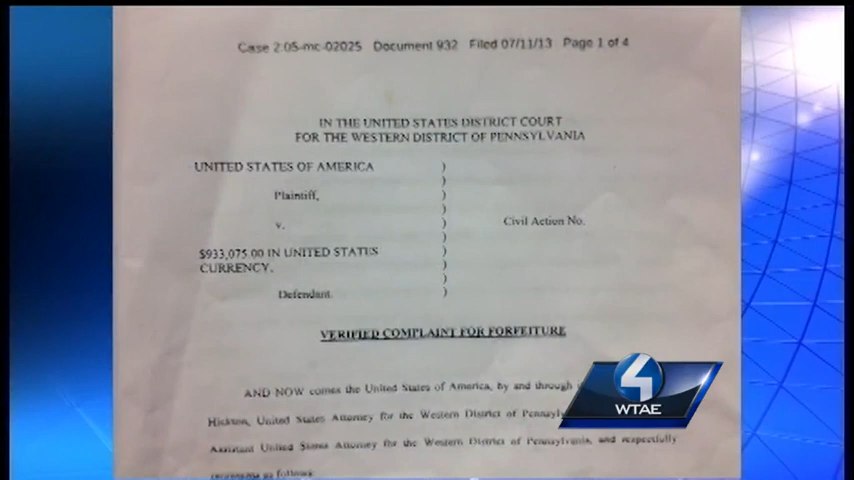 Case 2:05-mc-02025 Document 932 Filed 07/11/13 Page 1 of 4
IN THE UNITED STATES DISTRICT COURT
FOR THE WESTERN DISTRICT OF PENNSYLVANIA
UNITED STATES OF AMERICA )
)
Plaintiff, )
)
v. ) Civil Action No.
)
$933,075.00 IN UNITED STATES )
CURRENCY, )
)
Defendant. )
VERIFIED COMPLAINT FOR FORFEITURE
AND NOW comes the United States of America, by and through
Hickton, United States Attorney for the Western District of
Assistant United States Attorney for the Western District of Pennsylvania, and respectfully
represents as follows:
4
WTAE